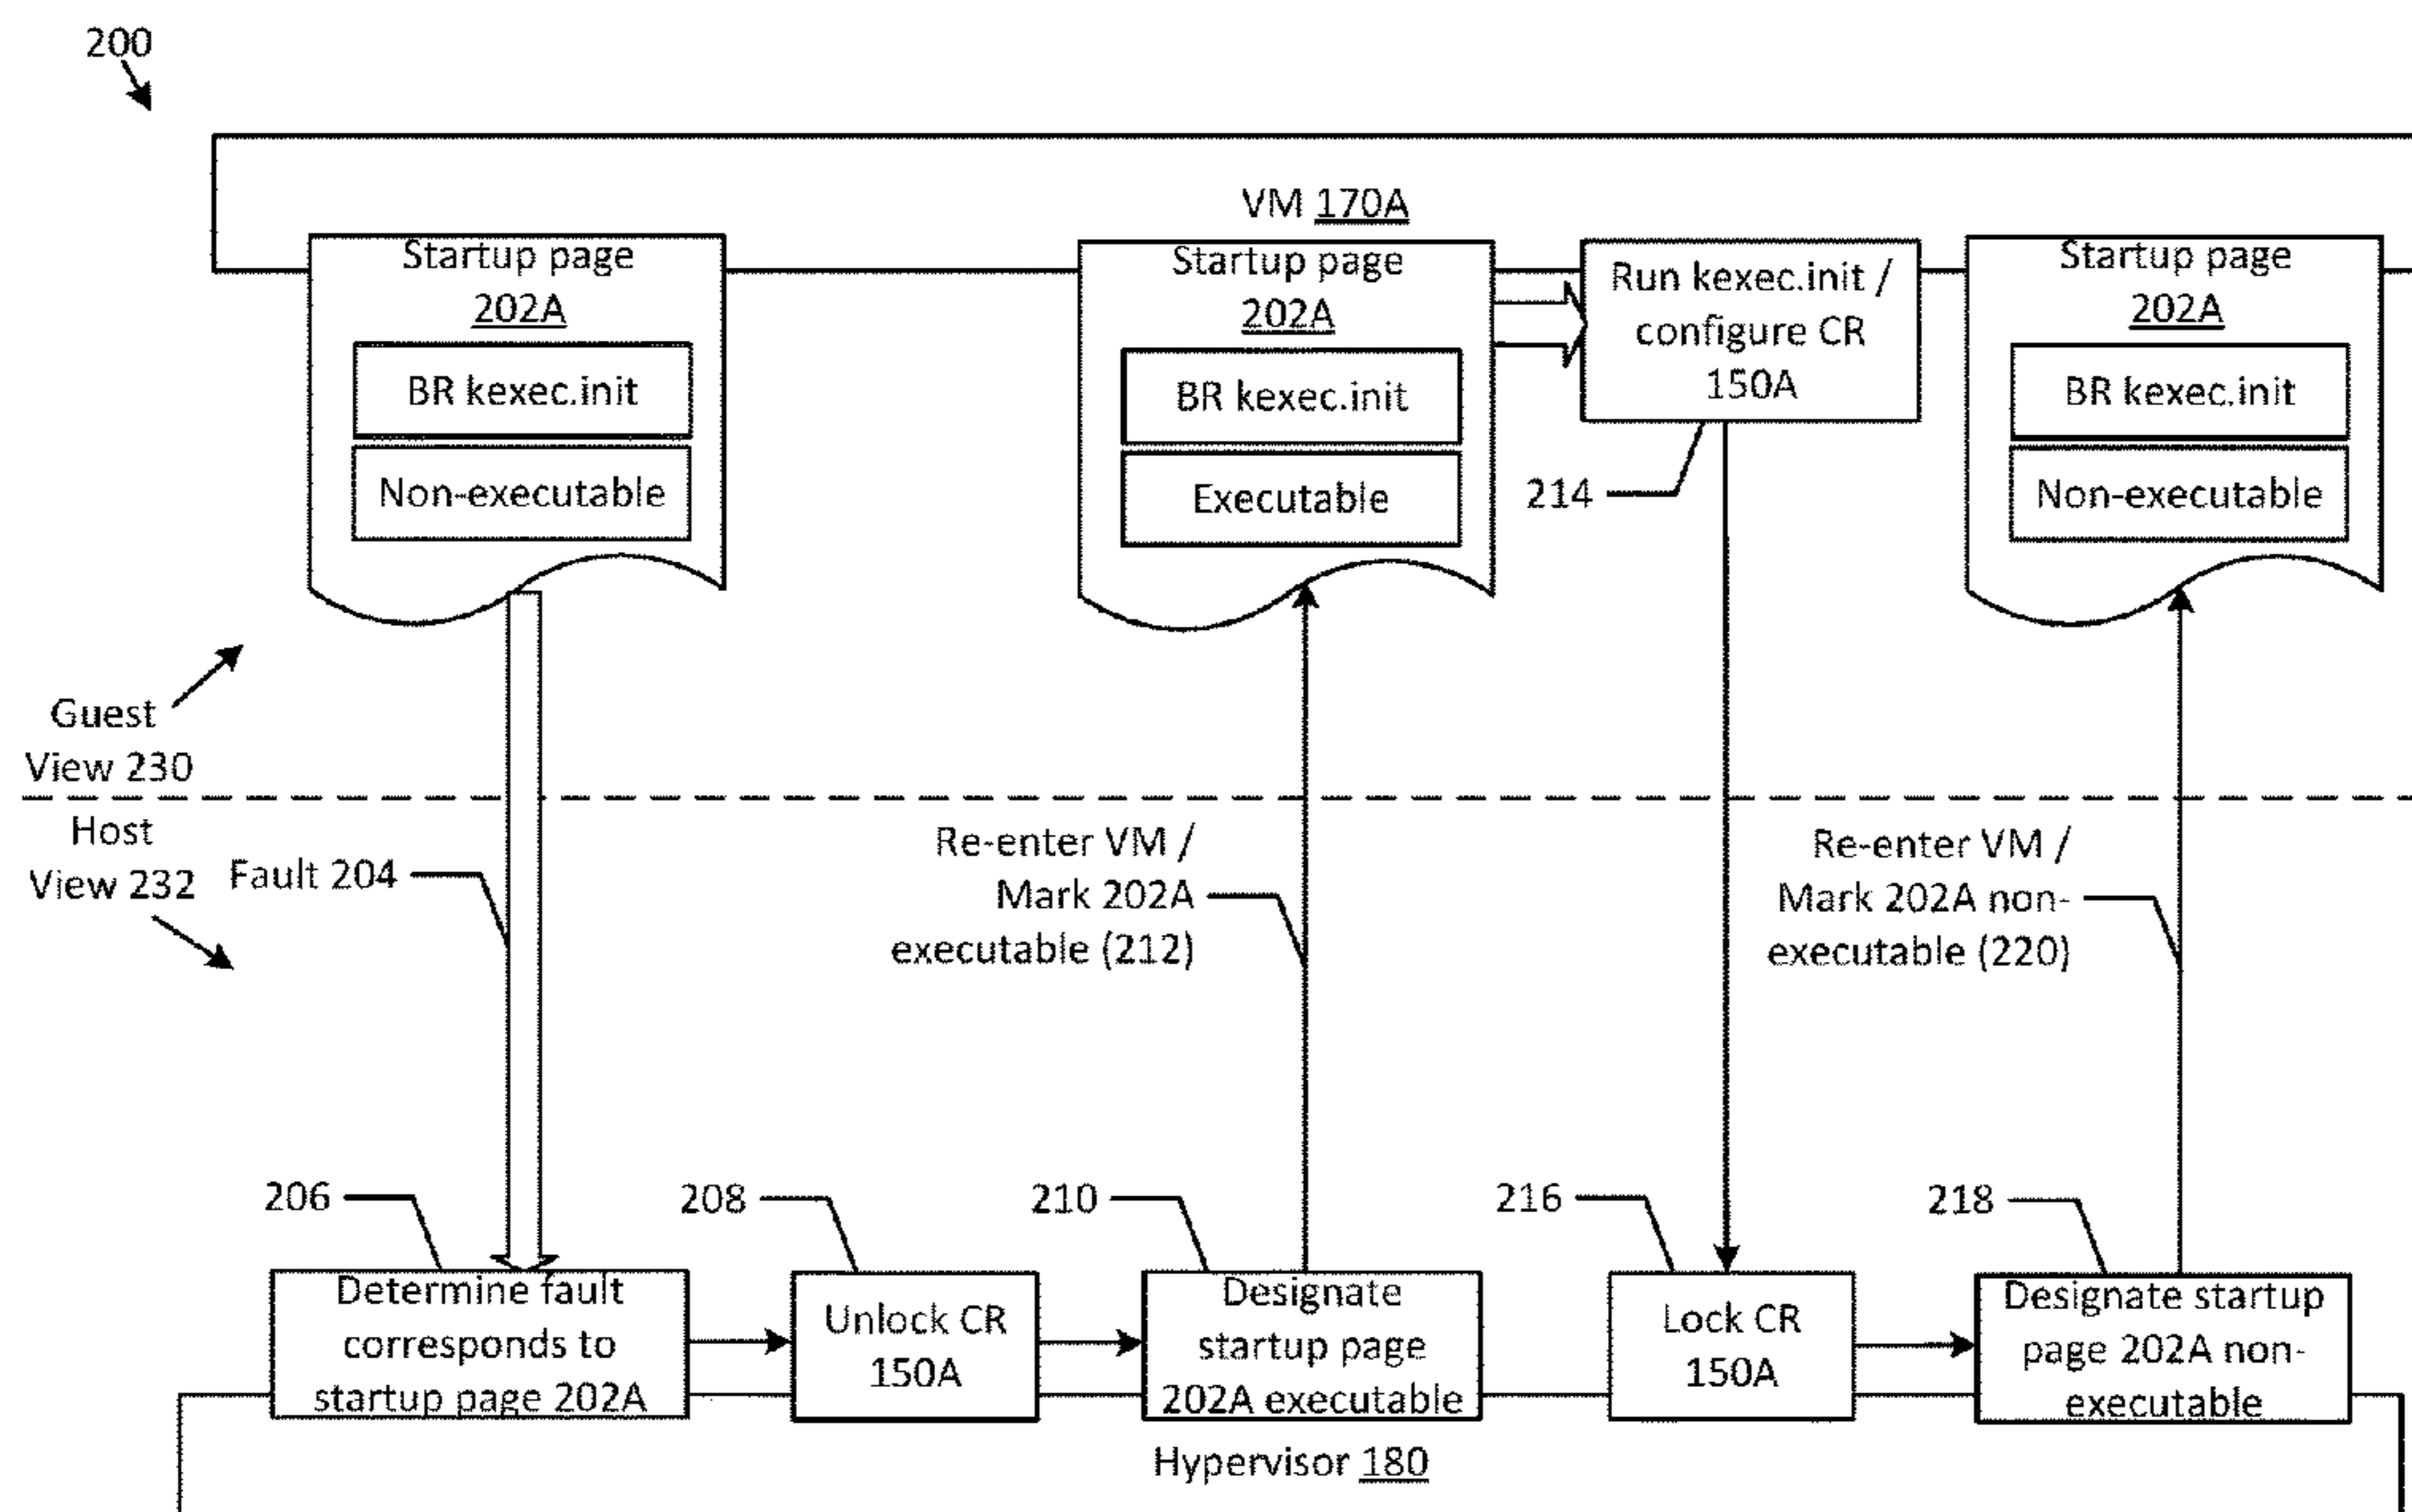 200
VM 170A
Startup page
202A
BR kexec.init
Non-executable
Startup page
202A
BR kexec.init
Executable
Run kexec.init /
configure CR
150A
214
Startup page
202A
BR kexec.init
Non-executable
Guest
View 230
Host
View 232
Fault 204
Re-enter VM /
Mark 202A
executable (212)
Re-enter VM /
Mark 202A non-
executable (220)
206
208
210
216
218
Determine fault
corresponds to
startup page 202A
Unlock CR
150A
Designate
startup page
202A executable
Lock CR
150A
Designate startup
page 202A non-
executable
Hypervisor 180